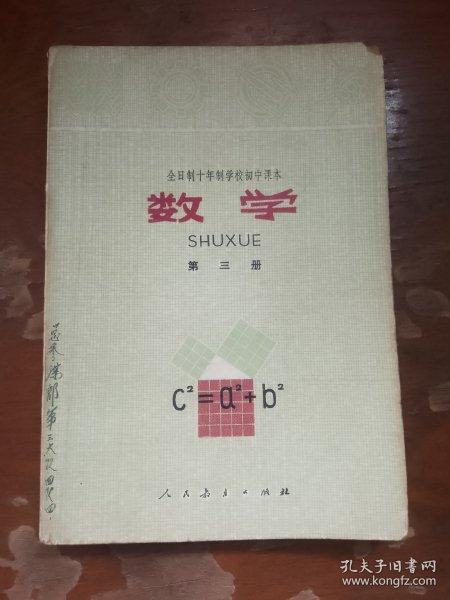 全日制十年制学校初中课本
数学
SHUXUE
第三册
c²=a²+b²
人民教育出版社
孔夫子旧书网
www.kongfz.com